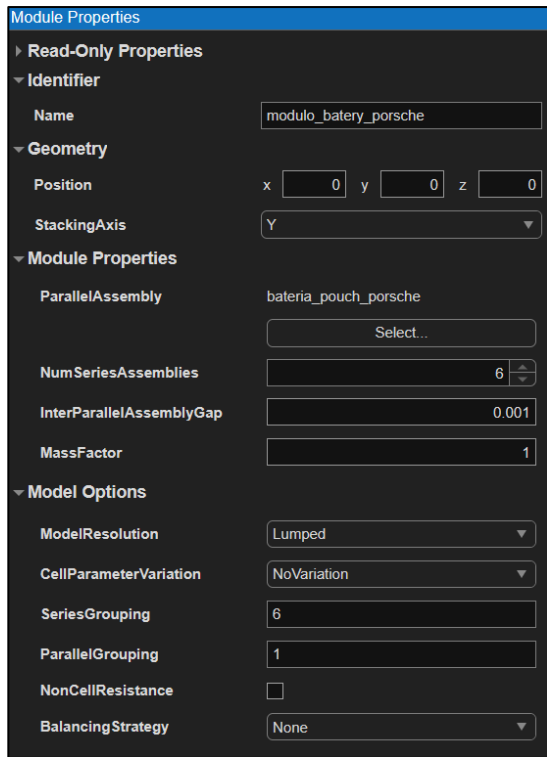 Module Properties
Read-Only Properties
Identifier
Name modulo_batery_porsche
Geometry
Position x 0 y 0 z 0
StackingAxis Y
Module Properties
ParallelAssembly bateria_pouch_porsche
Select...
NumSeriesAssemblies 6
InterParallelAssemblyGap 0.001
MassFactor 1
Model Options
ModelResolution Lumped
CellParameterVariation NoVariation
SeriesGrouping 6
ParallelGrouping 1
NonCellResistance
BalancingStrategy None